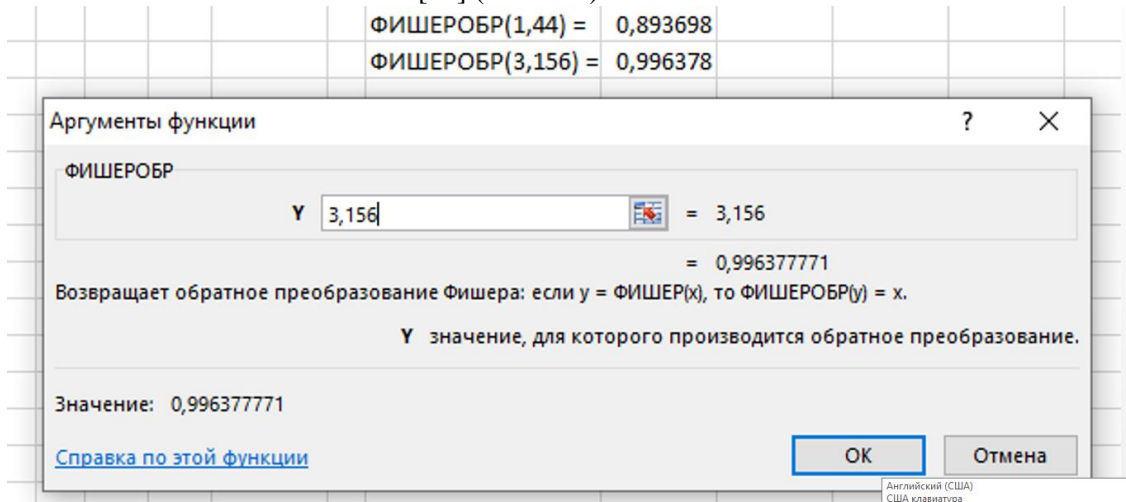 ФИШЕРОБР(1,44) = 0,893698
ФИШЕРОБР(3,156) = 0,996378
Аргументы функции ? ×
ФИШЕРОБР
Y 3,156 = 3,156
= 0,996377771
Возвращает обратное преобразование Фишера: если y = ФИШЕР(x), то ФИШЕРОБР(y) = x.
Y значение, для которого производится обратное преобразование.
Значение: 0,996377771
Справка по этой функции
ОК Отмена
Английский (США)
США клавиатура